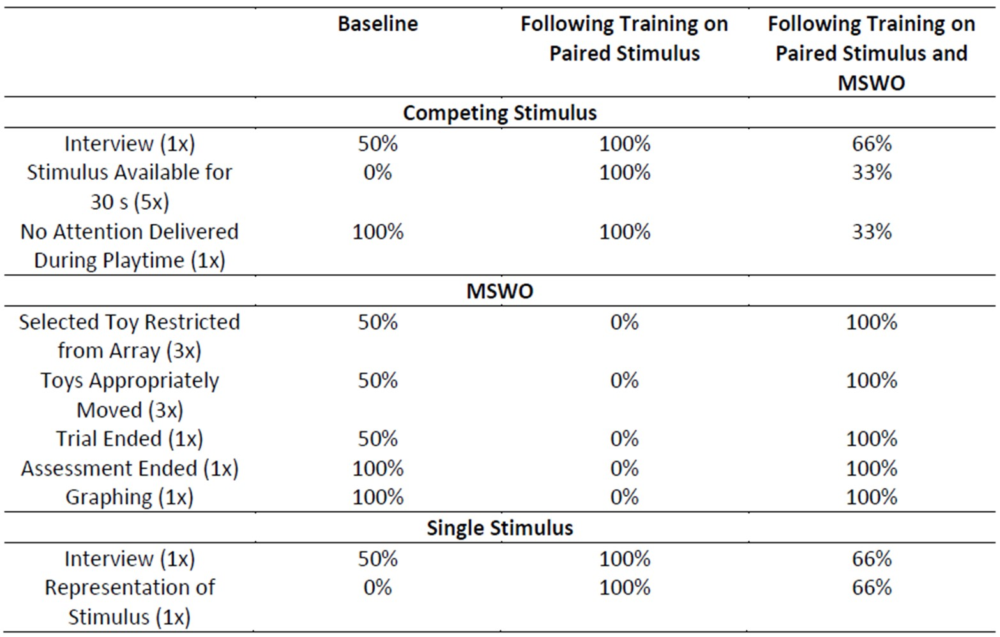 Baseline Following Training on Following Training on
Paired Stimulus Paired Stimulus and
MSWO
Competing Stimulus
Interview (1x) 50% 100% 66%
Stimulus Available for 0% 100% 33%
30 s (5x)
No Attention Delivered 100% 100% 33%
During Playtime (1x)
MSWO
Selected Toy Restricted 50% 0% 100%
from Array (3x)
Toys Appropriately 50% 0% 100%
Moved (3x)
Trial Ended (1x) 50% 0% 100%
Assessment Ended (1x) 100% 0% 100%
Graphing (1x) 100% 0% 100%
Single Stimulus
Interview (1x) 50% 100% 66%
Representation of 0% 100% 66%
Stimulus (1x)